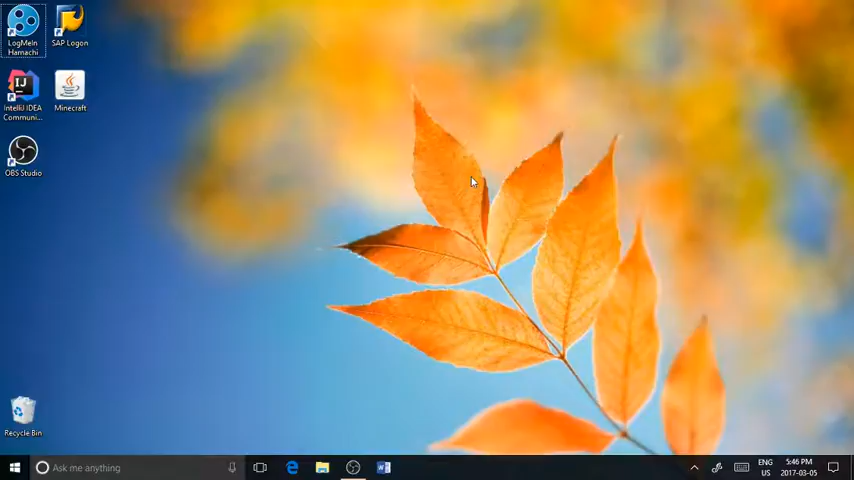 LogMeIn
Hamachi
SAP Logon
IJ
IntelliJ IDEA
Communi...
Minecraft
OBS Studio
Recycle Bin
Ask me anything
W
ENG
US
5:46 PM
2017-03-05